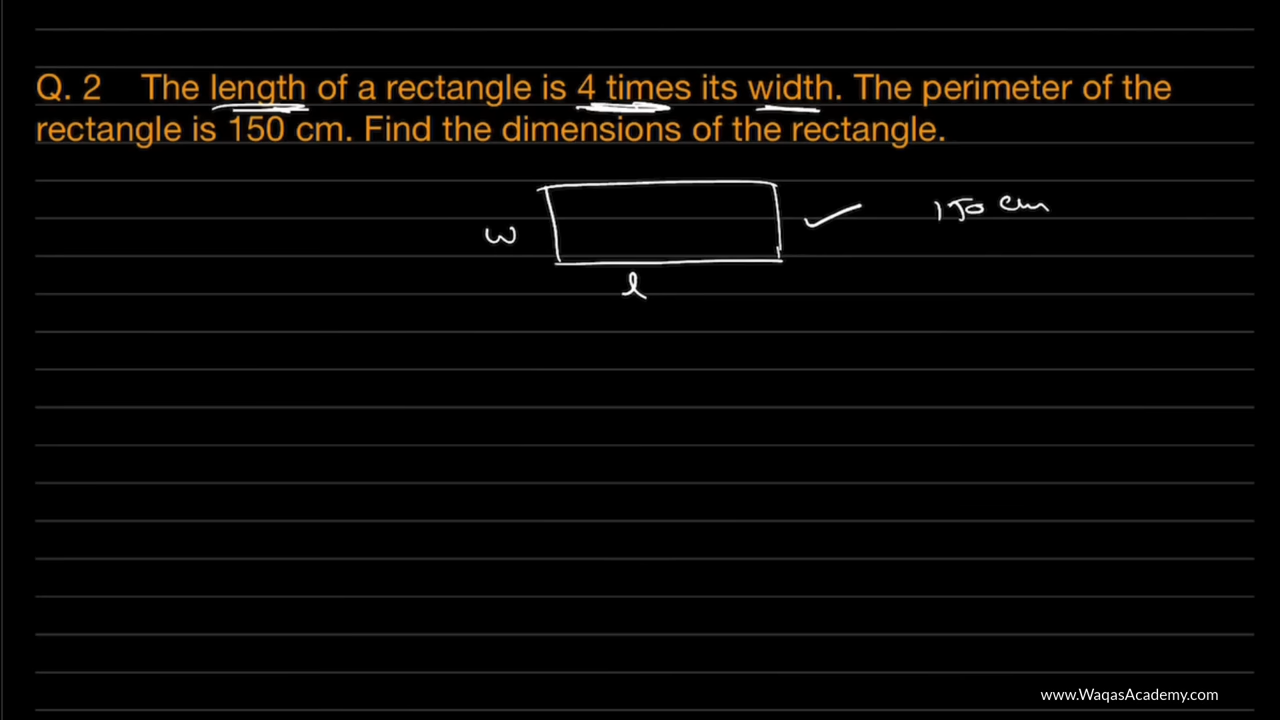 Q. 2 The length of a rectangle is 4 times its width. The perimeter of the
rectangle is 150 cm. Find the dimensions of the rectangle.
150 cm
w
l
www.WaqasAcademy.com